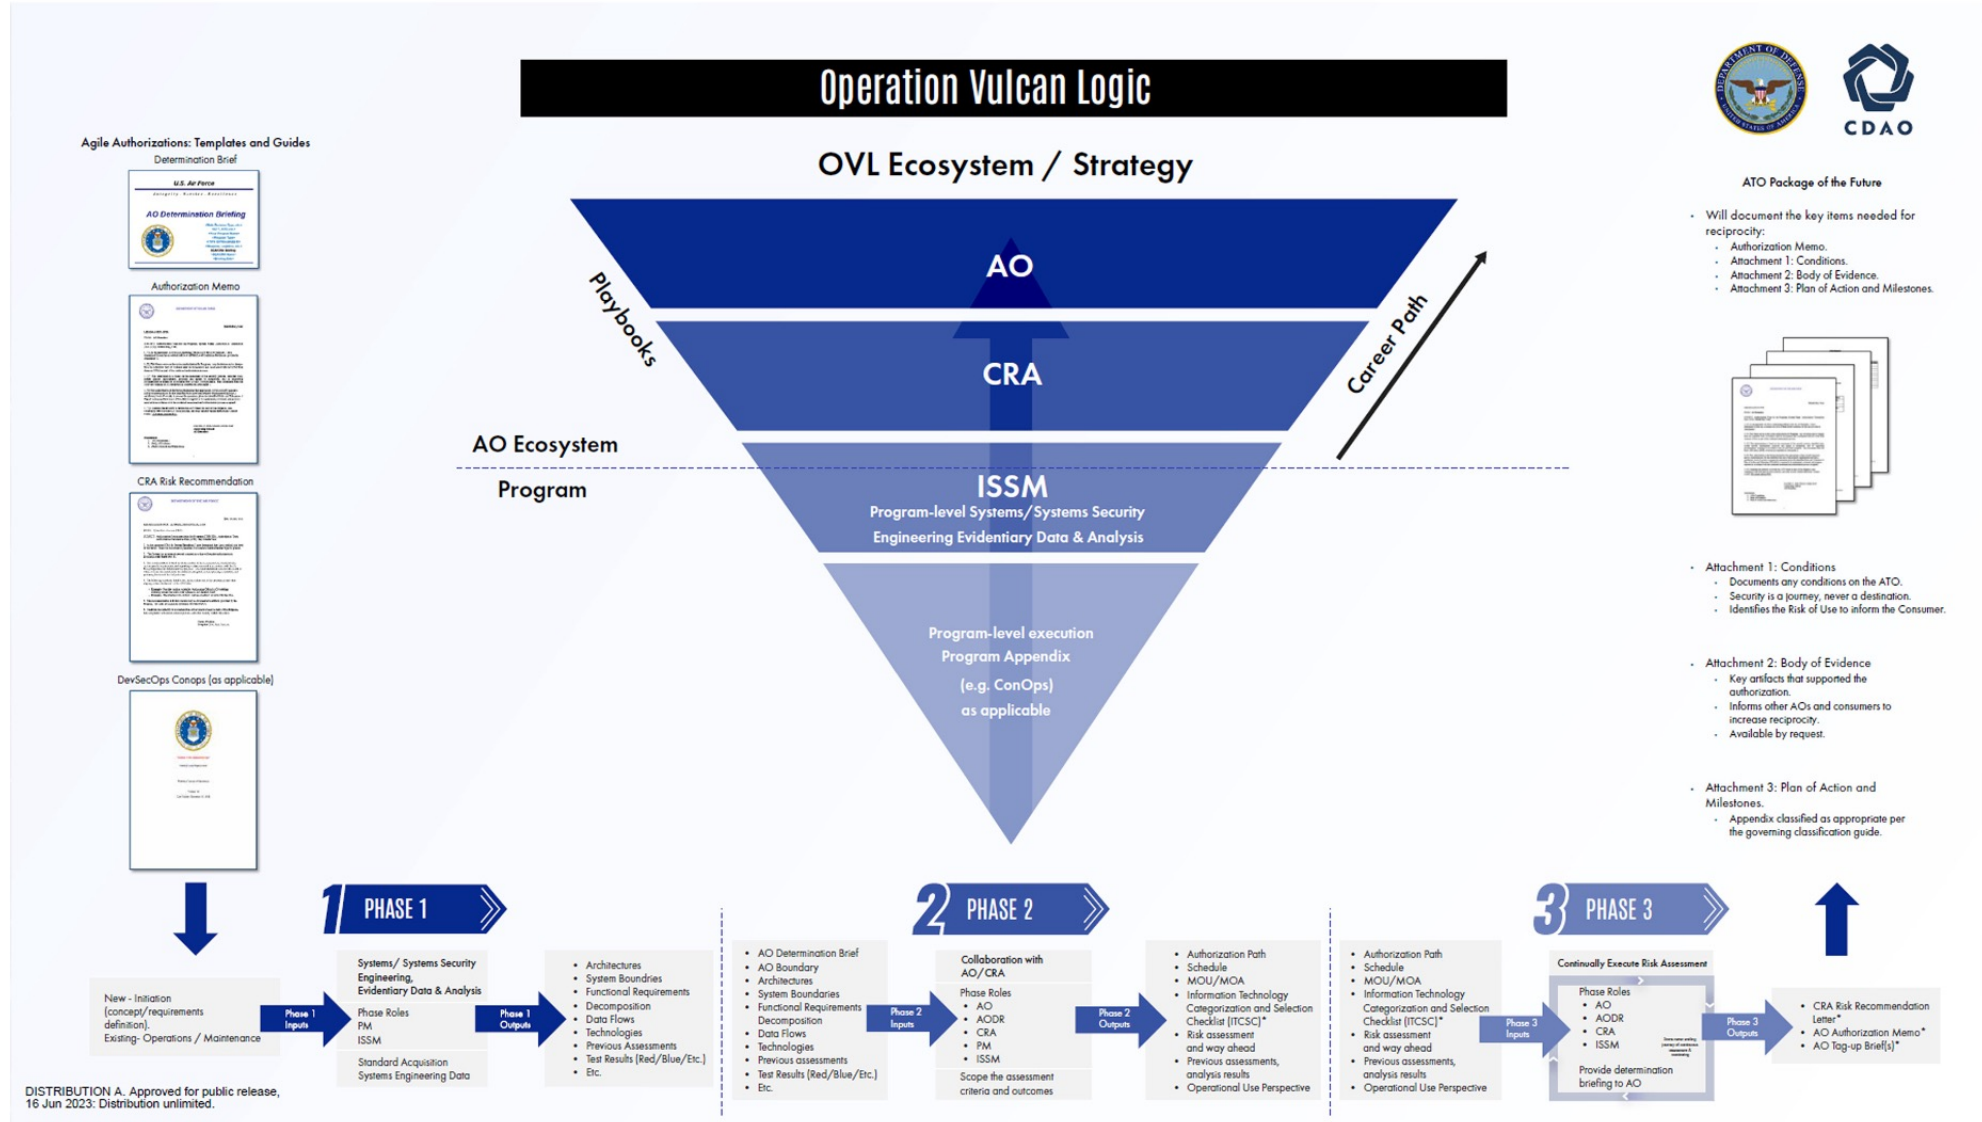 Operation Vulcan Logic
DEPARTMENT OF DEFENSE
UNITED STATES OF AMERICA
CDAO
OVL Ecosystem / Strategy
Agile Authorizations: Templates and Guides
Determination Brief
U.S. Air Force
AO Determination Briefing
Authorization Memo
CRA Risk Recommendation
DevSecOps Conops (as applicable)
Playbooks
Career Path
AO
CRA
AO Ecosystem
Program
ISSM
Program-level Systems/Systems Security
Engineering Evidentiary Data & Analysis
Program-level execution
Program Appendix
(e.g. ConOps)
as applicable
ATO Package of the Future
• Will document the key items needed for
reciprocity:
• Authorization Memo.
• Attachment 1: Conditions.
• Attachment 2: Body of Evidence.
• Attachment 3: Plan of Action and Milestones.
• Attachment 1: Conditions
• Documents any conditions on the ATO.
• Security is a journey, never a destination.
• Identifies the Risk of Use to inform the Consumer.
• Attachment 2: Body of Evidence
• Key artifacts that supported the
authorization.
• Informs other AOs and consumers to
increase reciprocity.
• Available by request.
• Attachment 3: Plan of Action and
Milestones.
• Appendix classified as appropriate per
the governing classification guide.
New - Initiation
(concept/requirements
definition).
Existing- Operations / Maintenance
Phase 1
Inputs
1 PHASE 1
Systems/ Systems Security
Engineering,
Evidentiary Data & Analysis
Phase Roles
PM
ISSM
Standard Acquisition
Systems Engineering Data
Phase 1
Outputs
• Architectures
• System Boundries
• Functional Requirements
• Decomposition
• Data Flows
• Technologies
• Previous Assessments
• Test Results (Red/Blue/Etc.)
• Etc.
• AO Determination Brief
• AO Boundary
• Architectures
• System Boundaries
• Functional Requirements
Decomposition
• Data Flows
• Technologies
• Previous assessments
• Test Results (Red/Blue/Etc.)
• Etc.
Phase 2
Inputs
2 PHASE 2
Collaboration with
AO/CRA
Phase Roles
• AO
• AODR
• CRA
• PM
• ISSM
Scope the assessment
criteria and outcomes
Phase 2
Outputs
• Authorization Path
• Schedule
• MOU/MOA
• Information Technology
Categorization and Selection
Checklist (ITCSC)*
• Risk assessment
and way ahead
• Previous assessments,
analysis results
• Operational Use Perspective
• Authorization Path
• Schedule
• MOU/MOA
• Information Technology
Categorization and Selection
Checklist (ITCSC)*
• Risk assessment
and way ahead
• Previous assessments,
analysis results
• Operational Use Perspective
Phase 3
Inputs
3 PHASE 3
Continually Execute Risk Assessment
Phase Roles
• AO
• AODR
• CRA
• ISSM
Provide determination
briefing to AO
Phase 3
Outputs
• CRA Risk Recommendation
Letter*
• AO Authorization Memo*
• AO Tag-up Brief(s)*
DISTRIBUTION A. Approved for public release,
16 Jun 2023: Distribution unlimited.